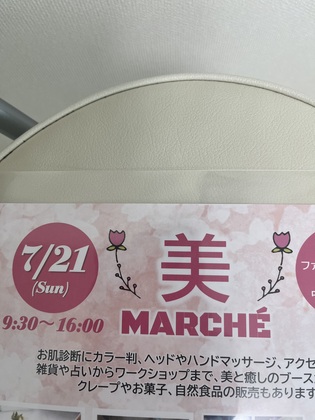 7/21
(Sun)
9:30～16:00
美
MARCHÉ
ファ
お肌診断にカラー判、ヘッドやハンドマッサージ、アクセ
雑貨や占いからワークショップまで、美と癒しのブース
クレープやお菓子、自然食品の販売もあります